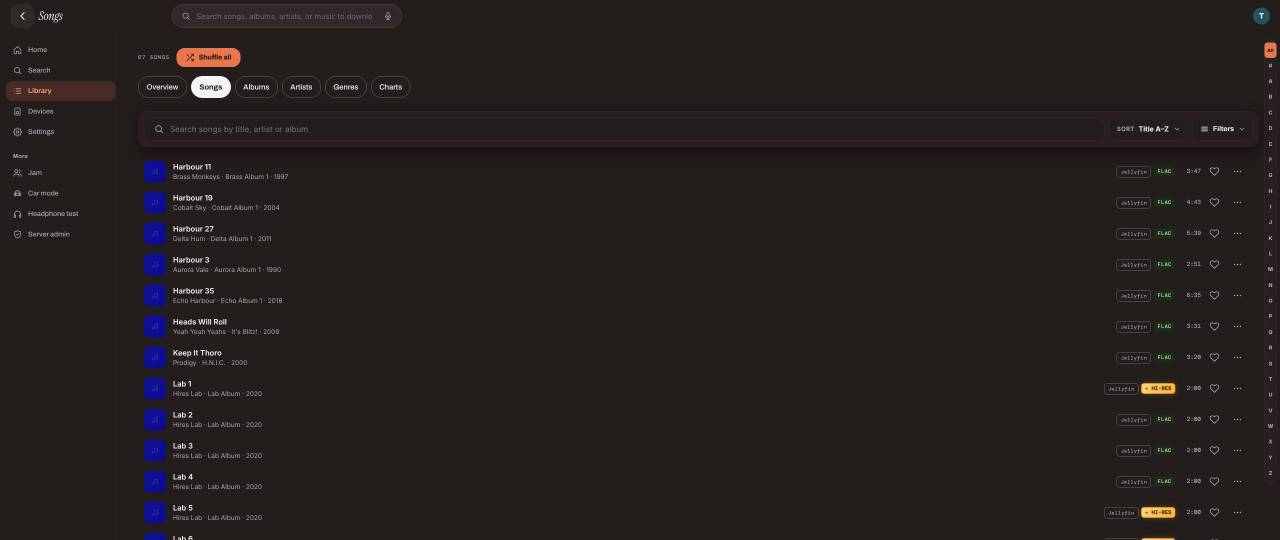 Songs
Search songs, albums, artists, or music to downlo
T
Home
Search
Library
Devices
Settings
More
Jam
Car mode
Headphone test
Server admin
67 SONGS
Shuffle all
Overview
Songs
Albums
Artists
Genres
Charts
Search songs by title, artist or album
SORT Title A-Z
Filters
Harbour 11
Brass Monkeys · Brass Album 1 · 1997
Jellyfin FLAC 3:47
Harbour 19
Cobalt Sky · Cobalt Album 1 · 2004
Jellyfin FLAC 4:43
Harbour 27
Delta Hum · Delta Album 1 · 2011
Jellyfin FLAC 5:39
Harbour 3
Aurora Vale · Aurora Album 1 · 1990
Jellyfin FLAC 2:51
Harbour 35
Echo Harbour · Echo Album 1 · 2018
Jellyfin FLAC 6:35
Heads Will Roll
Yeah Yeah Yeahs · It's Blitz! · 2009
Jellyfin FLAC 3:31
Keep It Thoro
Prodigy · H.N.I.C. · 2000
Jellyfin FLAC 3:20
Lab 1
Hires Lab · Lab Album · 2020
Jellyfin HI-RES 2:00
Lab 2
Hires Lab · Lab Album · 2020
Jellyfin FLAC 2:00
Lab 3
Hires Lab · Lab Album · 2020
Jellyfin FLAC 2:00
Lab 4
Hires Lab · Lab Album · 2020
Jellyfin FLAC 2:00
Lab 5
Hires Lab · Lab Album · 2020
Jellyfin HI-RES 2:00
Lab 6
All
#
A
B
C
D
E
F
G
H
I
J
K
L
M
N
O
P
Q
R
S
T
U
V
W
X
Y
Z